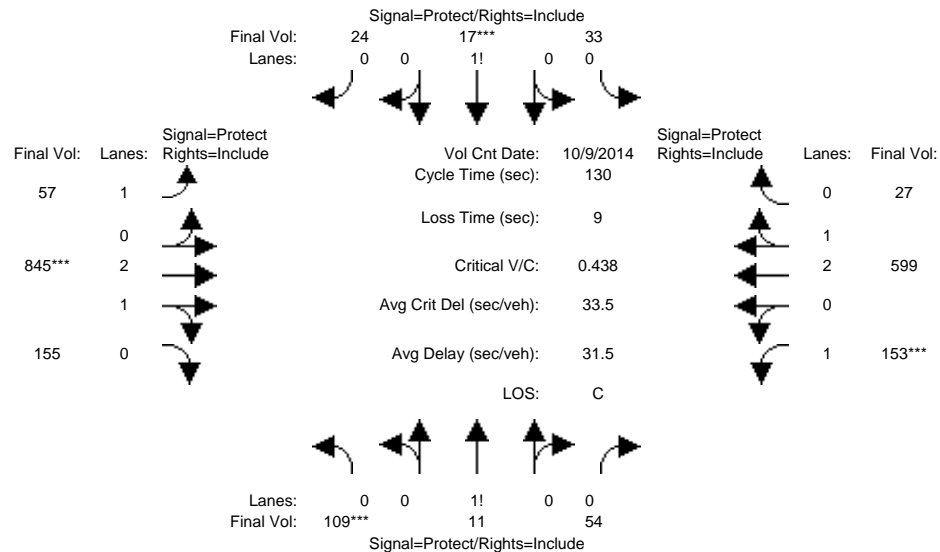 Signal=Protect/Rights=Include
Final Vol: 24 17*** 33
Lanes: 0 0 1! 0 0
Signal=Protect Signal=Protect
Final Vol: Lanes: Rights=Include Vol Cnt Date: 10/9/2014 Rights=Include Lanes: Final Vol:
Cycle Time (sec): 130
57 1 0 27
Loss Time (sec): 9
0 1
845*** 2 Critical V/C: 0.438 2 599
1 Avg Crit Del (sec/veh): 33.5 0
155 0 Avg Delay (sec/veh): 31.5 1 153***
LOS: C
Lanes: 0 0 1! 0 0
Final Vol: 109*** 11 54
Signal=Protect/Rights=Include